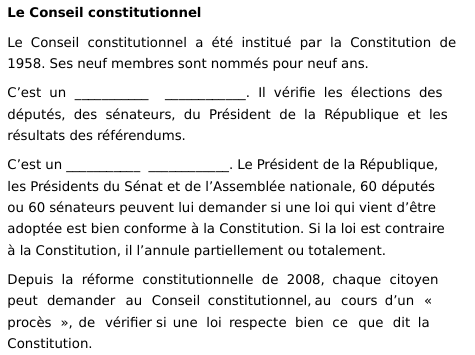 Le Conseil constitutionnel
Le Conseil constitutionnel a été institué par la Constitution de
1958. Ses neuf membres sont nommés pour neuf ans.
C’est un ___________ ____________. Il vérifie les élections des
députés, des sénateurs, du Président de la République et les
résultats des référendums.
C’est un ___________ ____________. Le Président de la République,
les Présidents du Sénat et de l’Assemblée nationale, 60 députés
ou 60 sénateurs peuvent lui demander si une loi qui vient d’être
adoptée est bien conforme à la Constitution. Si la loi est contraire
à la Constitution, il l’annule partiellement ou totalement.
Depuis la réforme constitutionnelle de 2008, chaque citoyen
peut demander au Conseil constitutionnel, au cours d’un «
procès », de vérifier si une loi respecte bien ce que dit la
Constitution.